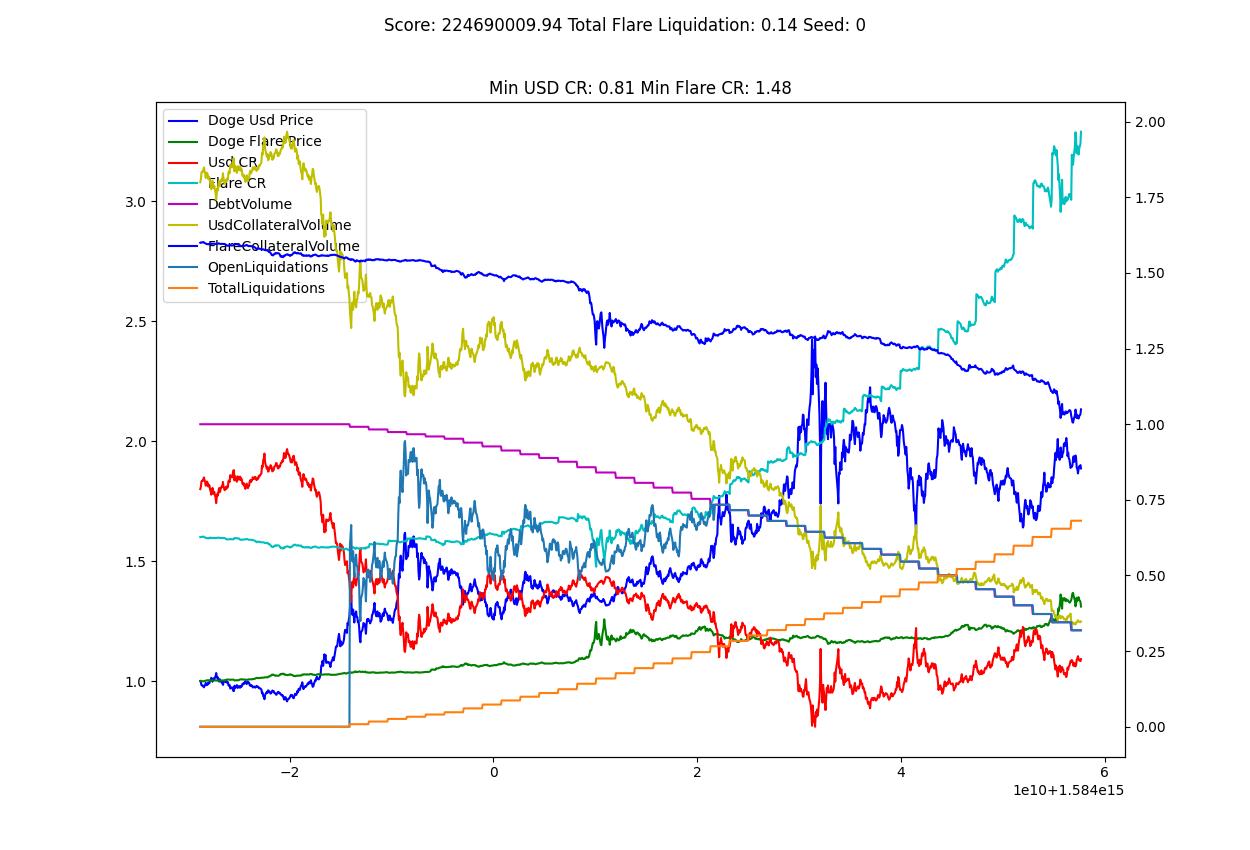 Score: 224690009.94 Total Flare Liquidation: 0.14 Seed: 0
Min USD CR: 0.81 Min Flare CR: 1.48
Doge Usd Price
Doge Flare Price
Usd CR
Flare CR
DebtVolume
UsdCollateralVolume
FlareCollateralVolume
OpenLiquidations
TotalLiquidations
3.0
2.5
2.0
1.5
1.0
2.00
1.75
1.50
1.25
1.00
0.75
0.50
0.25
0.00
−2 0 2 4 6
1e10+1.584e15